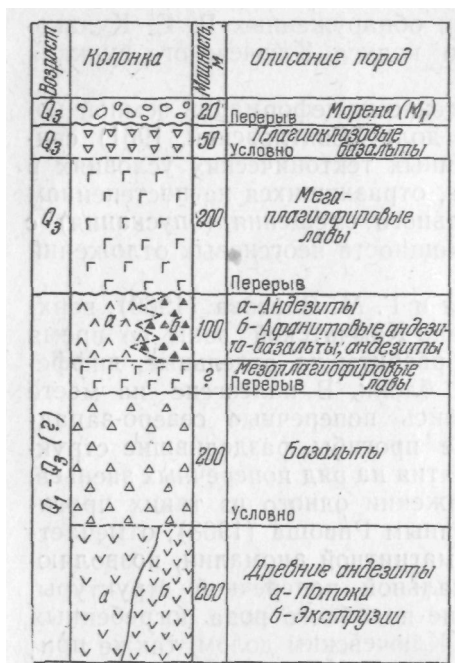 Возраст
Колонка
Мощность, м
Описание пород
Q3
20
Морена (M1)
Перерыв
Q3
50
Плагиоклазовые
Условно базальты
Q3
200
Мега-
плагиофировые
лавы
Перерыв
а б
100
а-Андезиты
б-Афанитовые андези-
то-базальты; андезиты
?
Мезоплагиофировые
Перерыв лавы
Q1 - Q3 (?)
200
Базальты
Условно
а б
200
Древние андезиты
а-Потоки
б-Экструзии